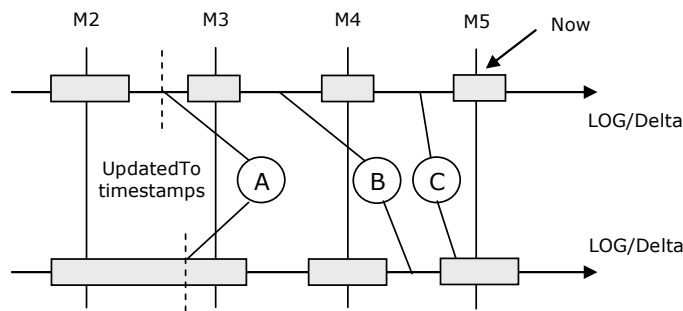 M2 M3 M4 M5 Now
LOG/Delta
UpdatedTo
timestamps
A B C
LOG/Delta